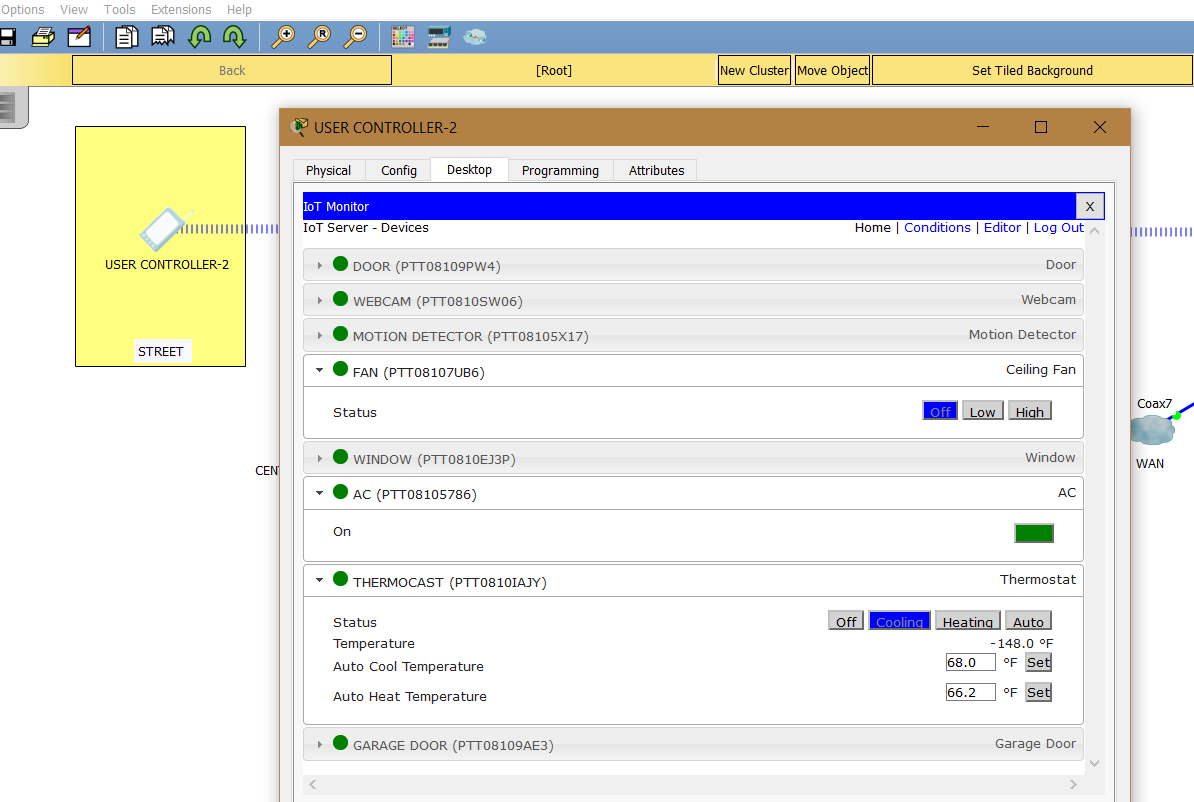 Options View Tools Extensions Help
SELECT
Back [Root] New Cluster Move Object Set Tiled Background
USER CONTROLLER-2
Physical Config Desktop Programming Attributes
IoT Monitor X
IoT Server - Devices Home | Conditions | Editor | Log Out
DOOR (PTT08109PW4) Door
USER CONTROLLER-2
WEBCAM (PTT0810SW06) Webcam
MOTION DETECTOR (PTT08105X17) Motion Detector
STREET
FAN (PTT08107UB6) Ceiling Fan
Status Off Low High
Coax7
WINDOW (PTT0810EJ3P) Window
WAN
CEN
AC (PTT08105786) AC
On
THERMOCAST (PTT0810IAJY) Thermostat
Status Off Cooling Heating Auto
Temperature -148.0 °F
Auto Cool Temperature 68.0 °F Set
Auto Heat Temperature 66.2 °F Set
GARAGE DOOR (PTT08109AE3) Garage Door